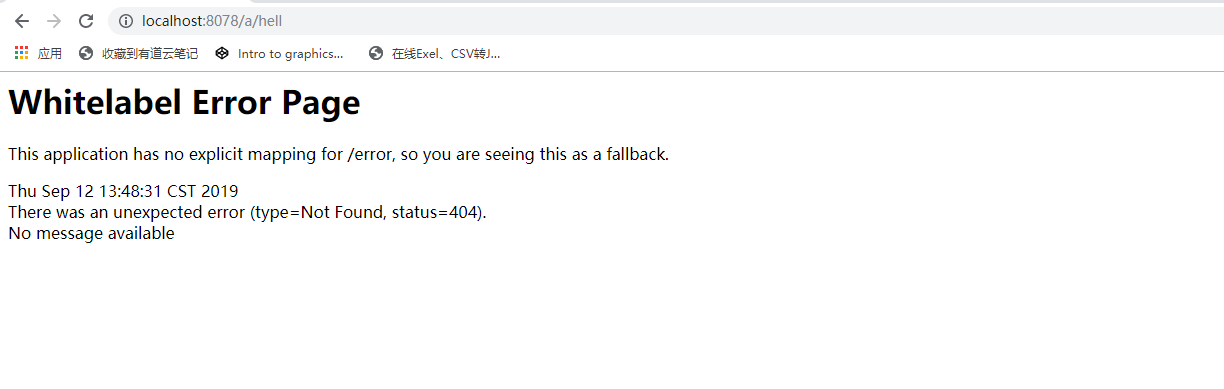 localhost:8078/a/hell
应用 收藏到有道云笔记 Intro to graphics... 在线Exel、CSV转J...
Whitelabel Error Page
This application has no explicit mapping for /error, so you are seeing this as a fallback.
Thu Sep 12 13:48:31 CST 2019
There was an unexpected error (type=Not Found, status=404).
No message available